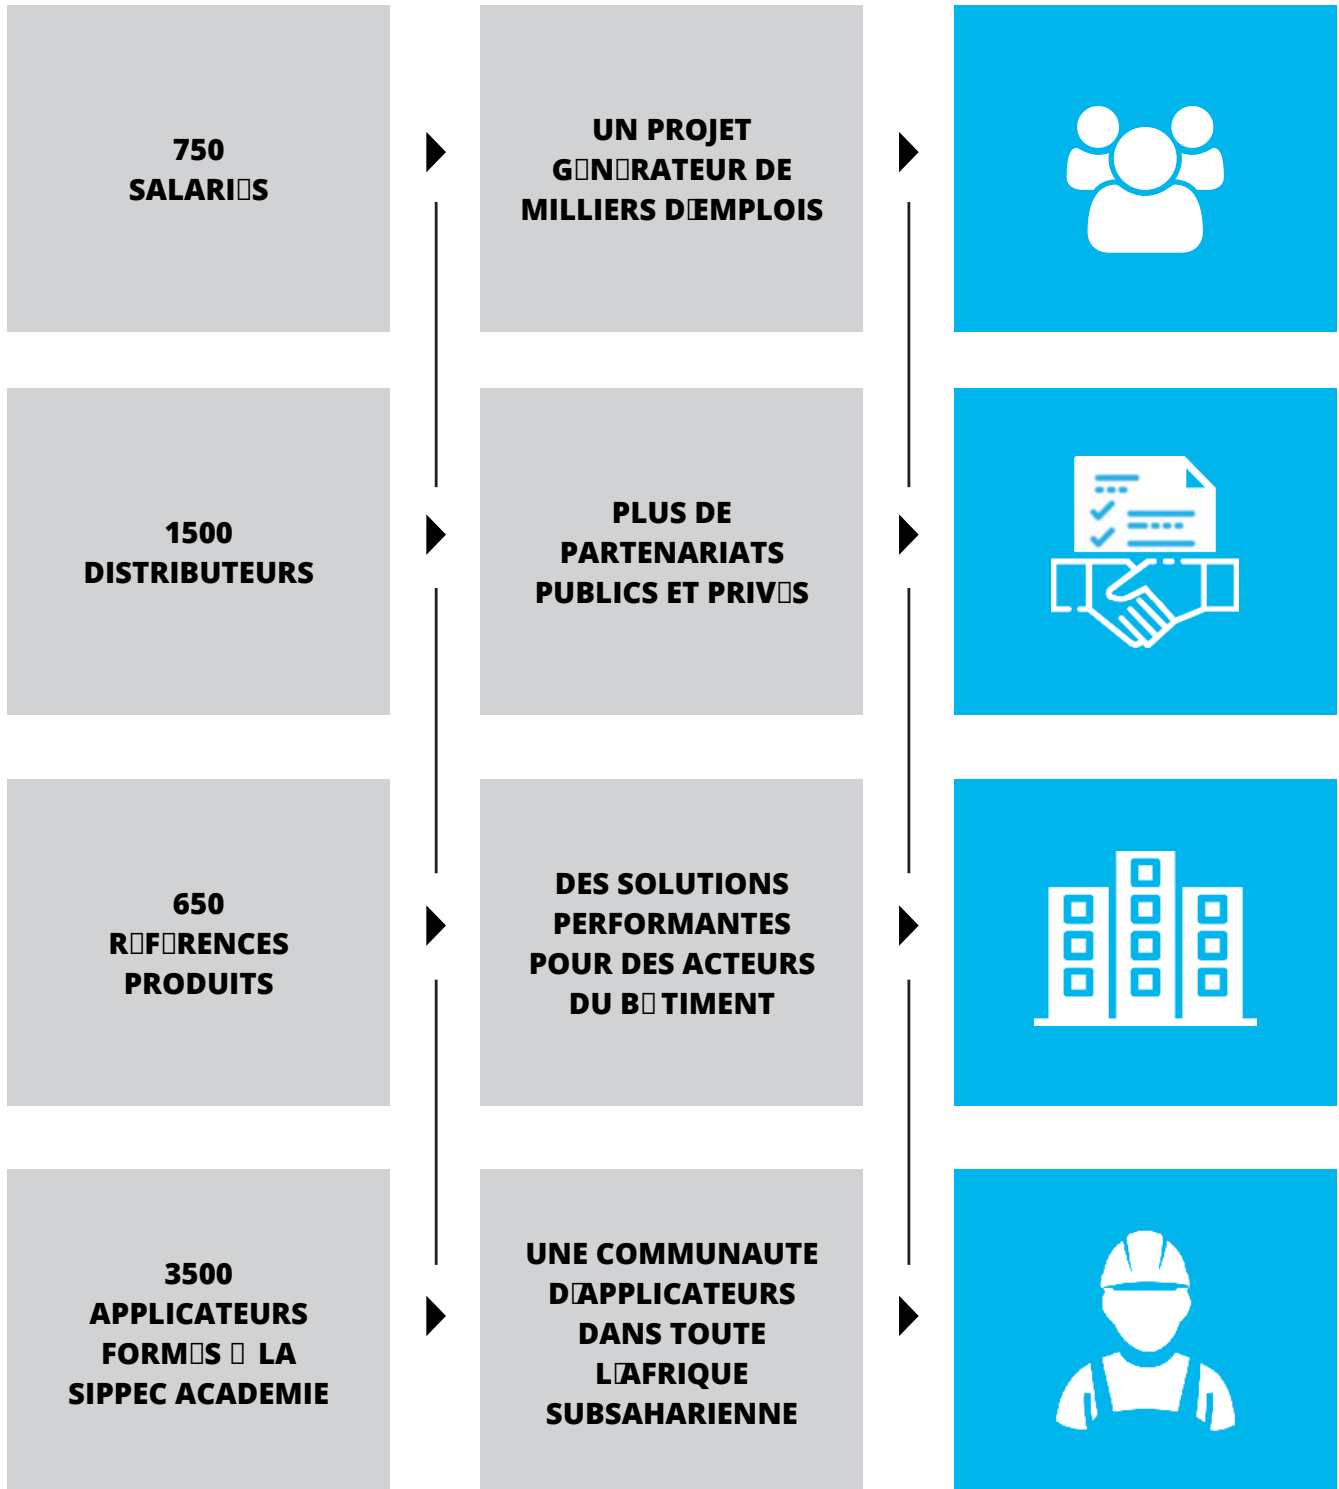 750
SALARI▯S
UN PROJET
G▯N▯RATEUR DE
MILLIERS D▯EMPLOIS
1500
DISTRIBUTEURS
PLUS DE
PARTENARIATS
PUBLICS ET PRIV▯S
650
R▯F▯RENCES
PRODUITS
DES SOLUTIONS
PERFORMANTES
POUR DES ACTEURS
DU B▯TIMENT
3500
APPLICATEURS
FORM▯S ▯ LA
SIPPEC ACADEMIE
UNE COMMUNAUTE
D▯APPLICATEURS
DANS TOUTE
L▯AFRIQUE
SUBSAHARIENNE